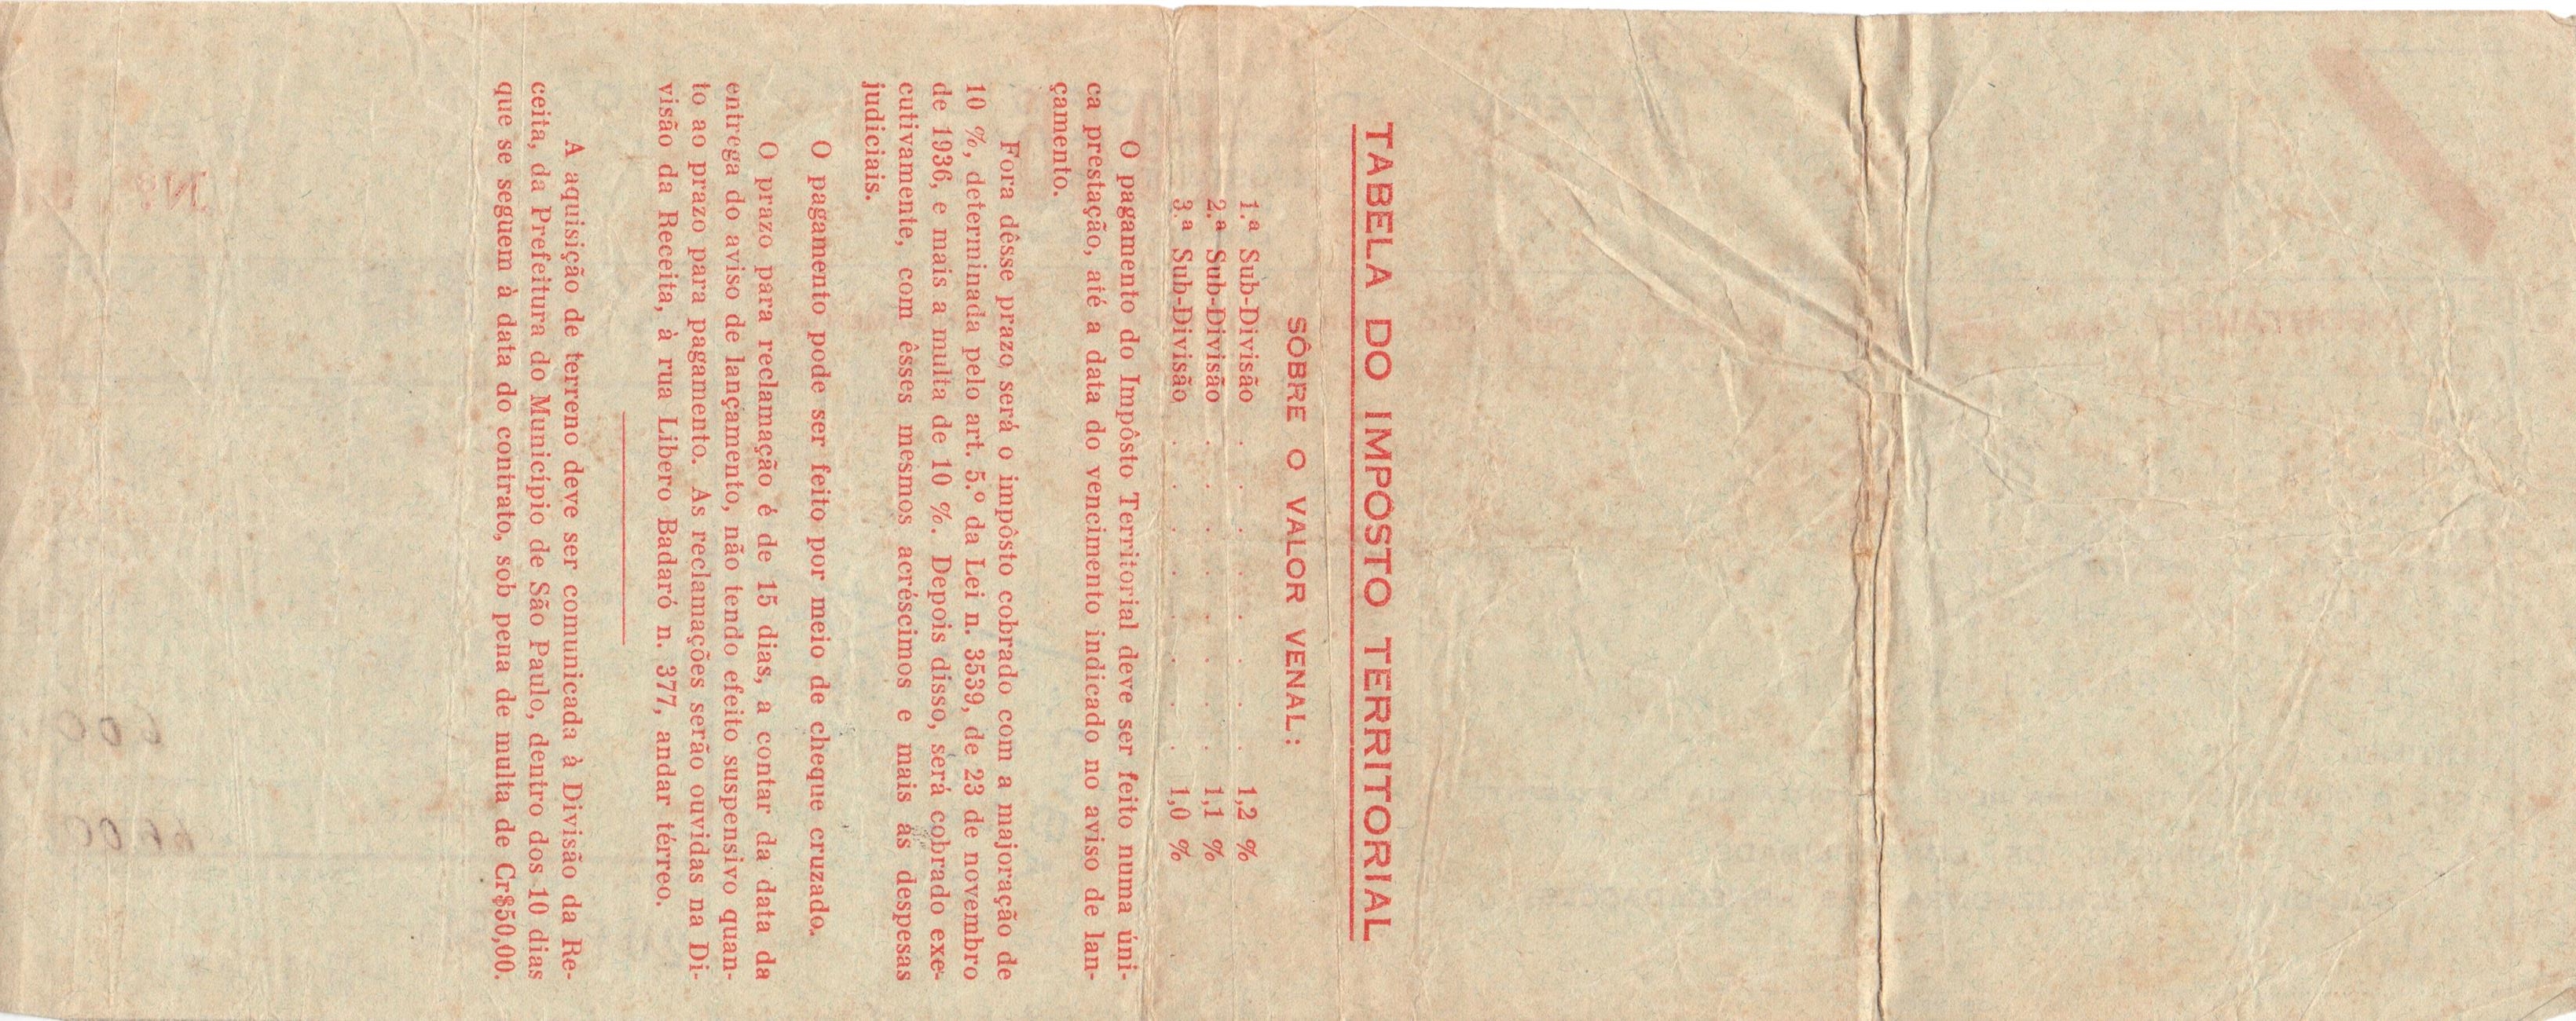 TABELA DO IMPÔSTO TERRITORIAL
SÔBRE O VALOR VENAL:
1.ª Sub-Divisão . . . . . . . . 1,2 %
2.ª Sub-Divisão . . . . . . . . 1,1 %
3.ª Sub-Divisão . . . . . . . . 1,0 %
O pagamento do Impôsto Territorial deve ser feito numa úni-
ca prestação, até a data do vencimento indicado no aviso de lan-
çamento.
Fora dêsse prazo, será o impôsto cobrado com a majoração de
10 %, determinada pelo art. 5.º da Lei n. 3539, de 23 de novembro
de 1936, e mais a multa de 10 %. Depois disso, será cobrado exe-
cutivamente, com êsses mesmos acréscimos e mais às despesas
judiciais.
O pagamento pode ser feito por meio de cheque cruzado.
O prazo para reclamação é de 15 dias, a contar da data da
entrega do aviso de lançamento, não tendo efeito suspensivo quan-
to ao prazo para pagamento. As reclamações serão ouvidas na Di-
visão da Receita, à rua Libero Badaró n. 377, andar térreo.
A aquisição de terreno deve ser comunicada à Divisão da Re-
ceita, da Prefeitura do Município de São Paulo, dentro dos 10 dias
que se seguem à data do contrato, sob pena de multa de Cr$50,00.